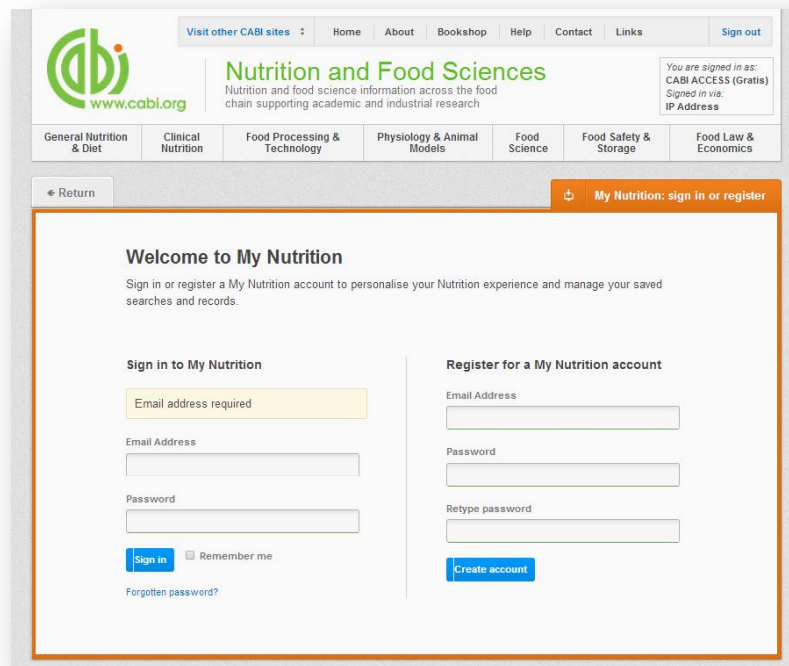 Visit other CABI sites Home About Bookshop Help Contact Links Sign out
cabi
www.cabi.org
Nutrition and Food Sciences
Nutrition and food science information across the food
chain supporting academic and industrial research
You are signed in as:
CABI ACCESS (Gratis)
Signed in via:
IP Address
General Nutrition
& Diet
Clinical
Nutrition
Food Processing &
Technology
Physiology & Animal
Models
Food
Science
Food Safety &
Storage
Food Law &
Economics
Return
My Nutrition: sign in or register
Welcome to My Nutrition
Sign in or register a My Nutrition account to personalise your Nutrition experience and manage your saved
searches and records.
Sign in to My Nutrition
Email address required
Email Address
Password
Sign in Remember me
Forgotten password?
Register for a My Nutrition account
Email Address
Password
Retype password
Create account